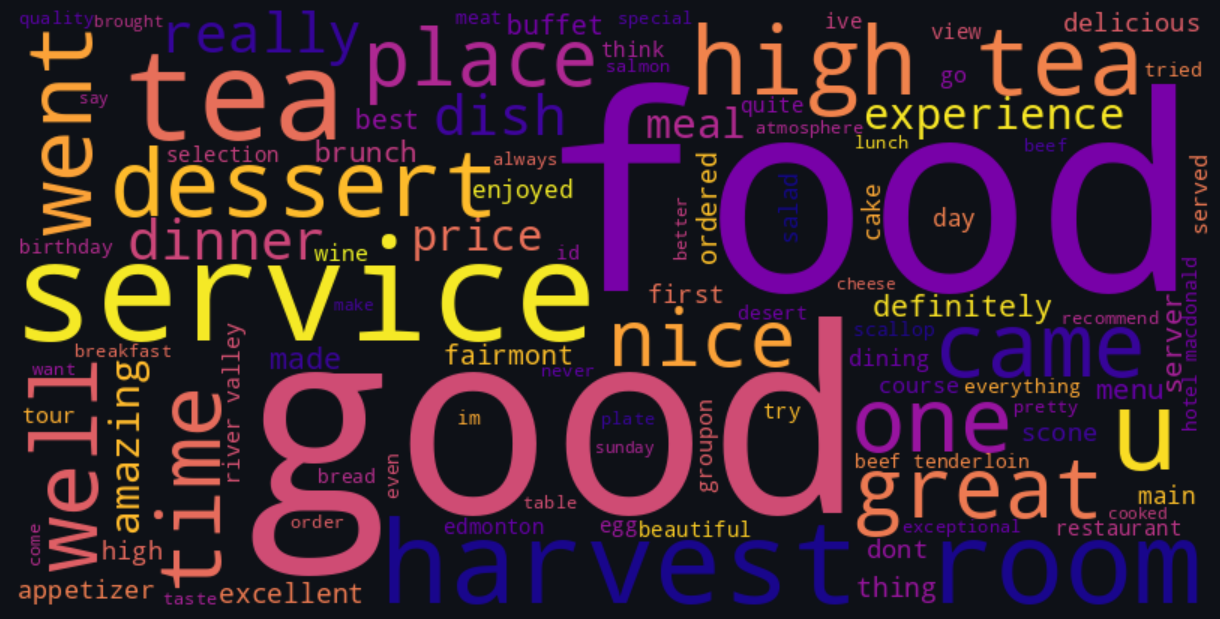 quality
brought
really
meat
buffet
special
ive
view
delicious
went
tea
place
think
salmon
high tea
go
tried
say
best
dish
meal
quite
atmosphere
experience
lunch
beef
selection
brunch
always
food
dessert
enjoyed
better
ordered
salad
cake
day
served
birthday
dinner
wine
price
id
service
make
first
cheese
definitely
desert
recommend
hotel macdonald
server
breakfast
river valley
made
fairmont
never
nice
scallop
came
dining
want
well
amazing
time
good
course
everything
menu
tour
im
plate
try
one
pretty
scone
u
sunday
groupon
bread
even
beef tenderloin
great
main
table
order
cooked
come
high
edmonton
egg
beautiful
exceptional
restaurant
harvest room
dont
thing
appetizer
taste
excellent